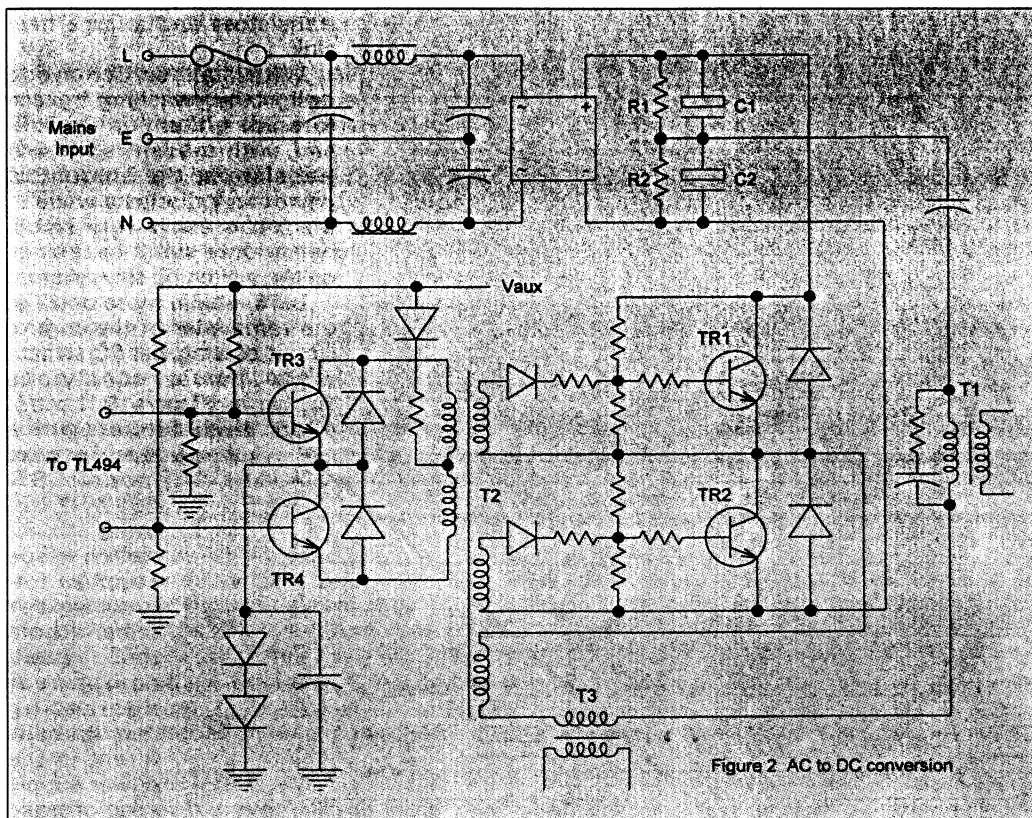 L
Mains
Input
E
N
~
+
~
-
R1
C1
R2
C2
Vaux
TR3
TR1
T1
To TL494
T2
TR2
TR4
T3
Figure 2 AC to DC conversion